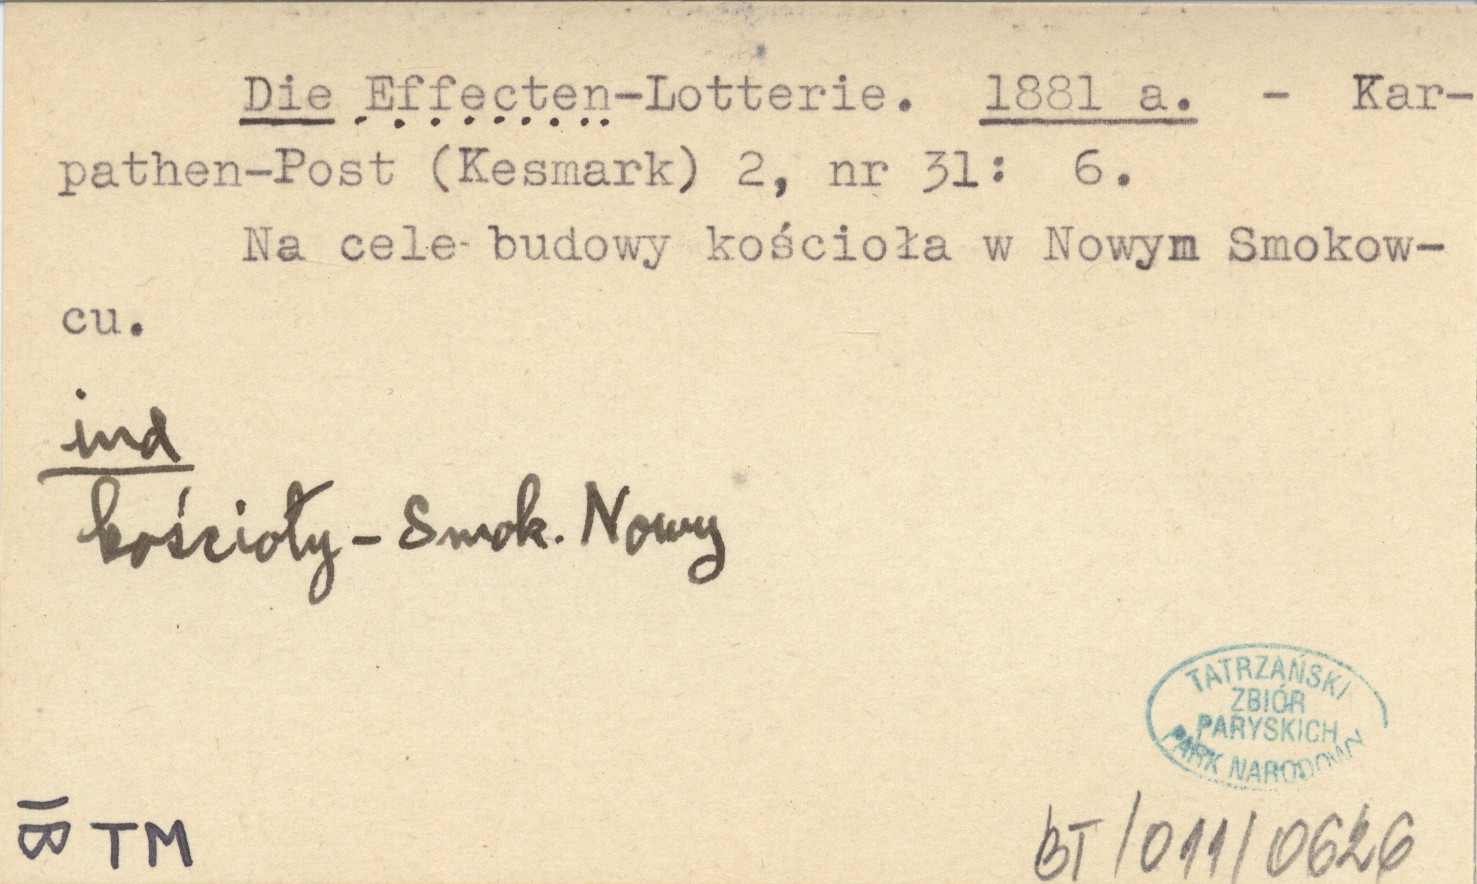 Die Effecten-Lotterie. 1881 a. - Kar-
pathen-Post (Kesmark) 2, nr 31: 6.
Na cele budowy kościoła w Nowym Smokow-
cu.
ind
kościoły - Smok. Nowy
TATRZAŃSKI
ZBIÓR
PARYSKICH
PARK NARODOWY
B TM
BT/011/0626